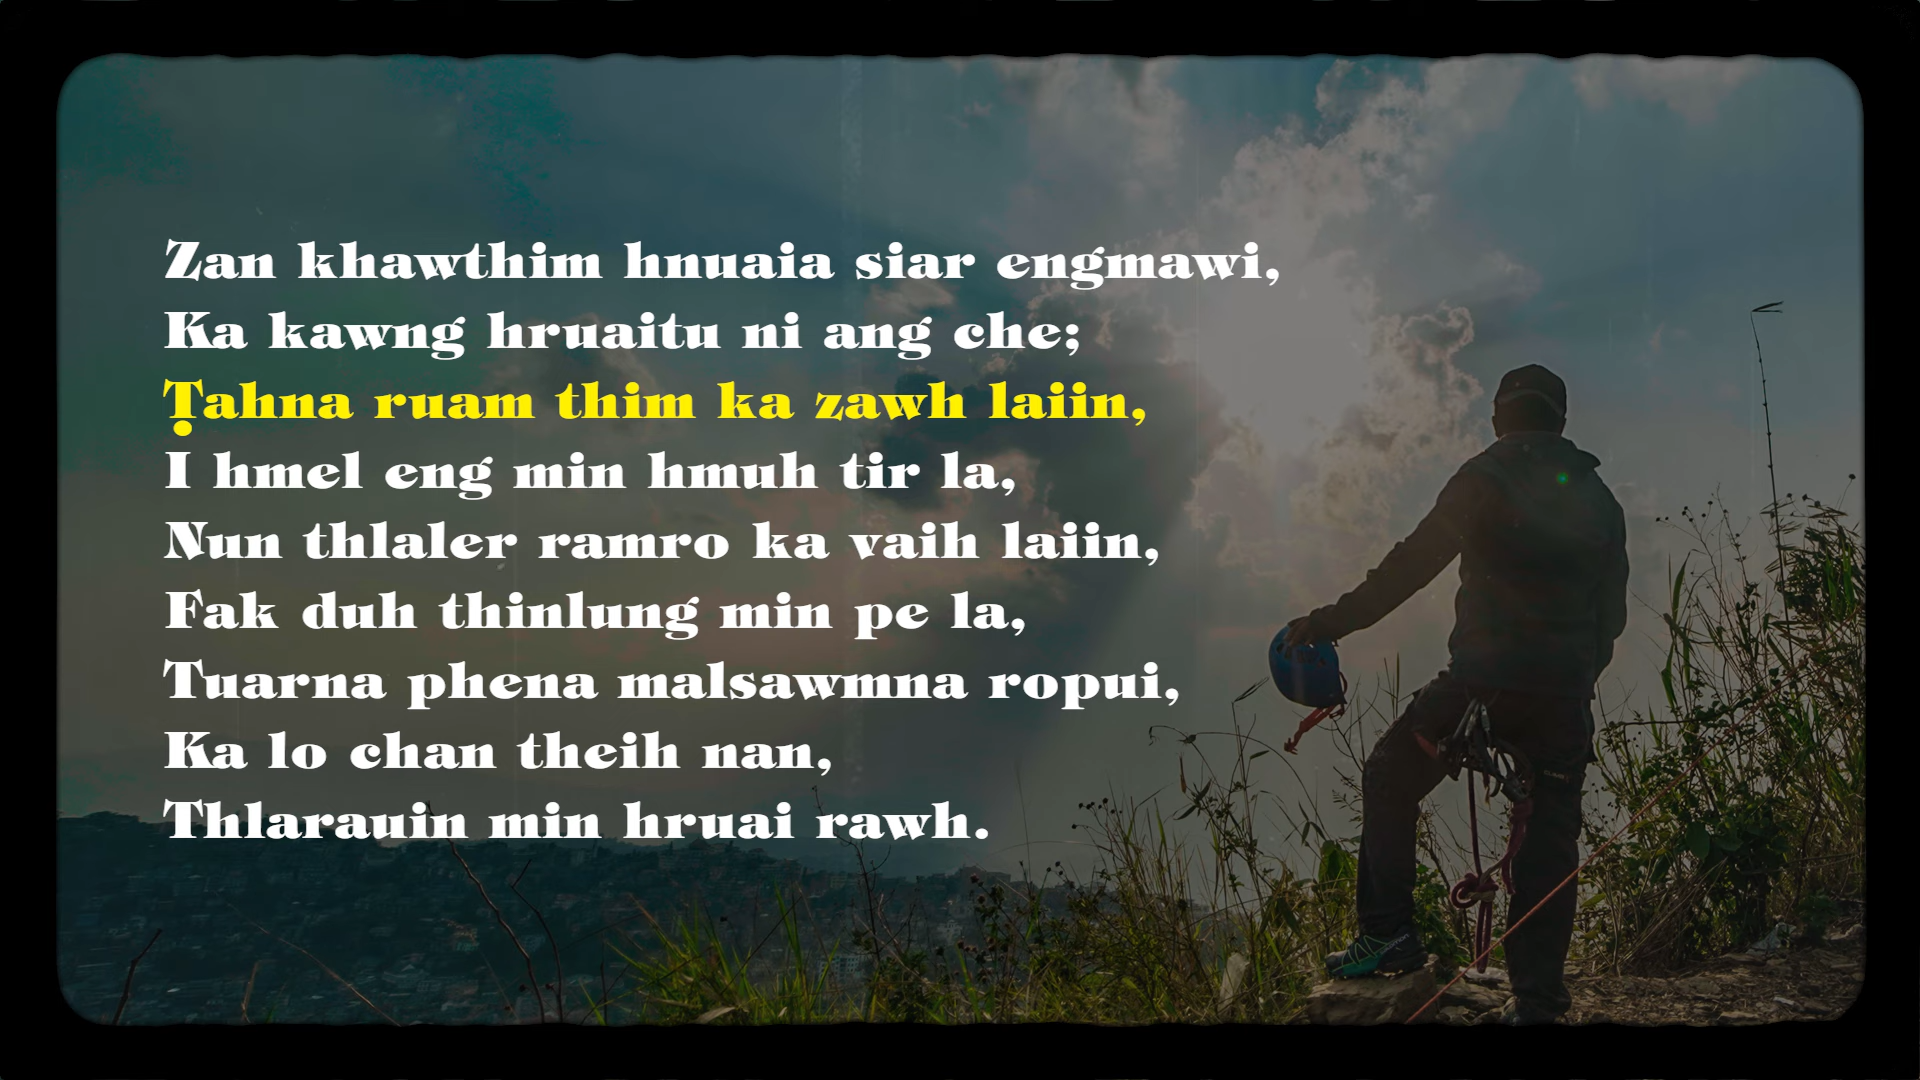 Zan khawthim hnuaia siar engmawi,
Ka kawng hruaitu ni ang che;
Ṭahna ruam thim ka zawh laiin,
I hmel eng min hmuh tir la,
Nun thlaler ramro ka vaih laiin,
Fak duh thinlung min pe la,
Tuarna phena malsawmna ropui,
Ka lo chan theih nan,
Thlarauin min hruai rawh.